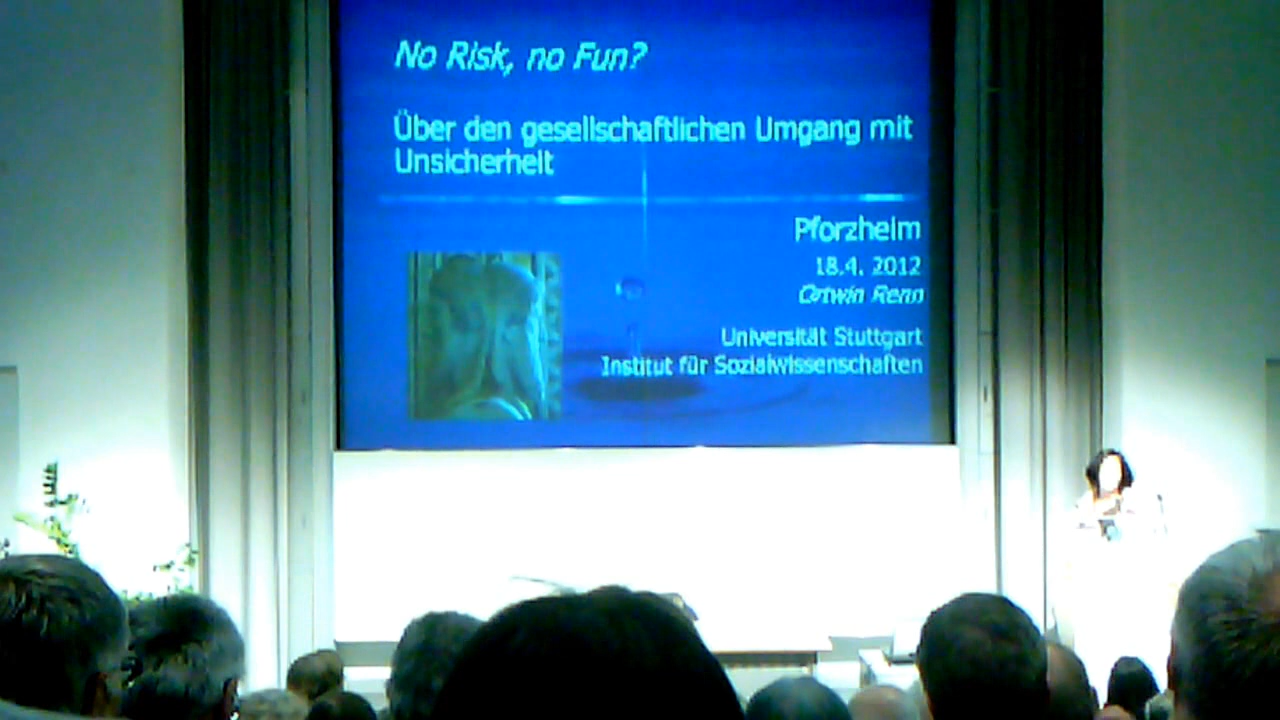 No Risk, no Fun?
Über den gesellschaftlichen Umgang mit
Unsicherheit
Pforzheim
18.4. 2012
Ortwin Renn
Universität Stuttgart
Institut für Sozialwissenschaften